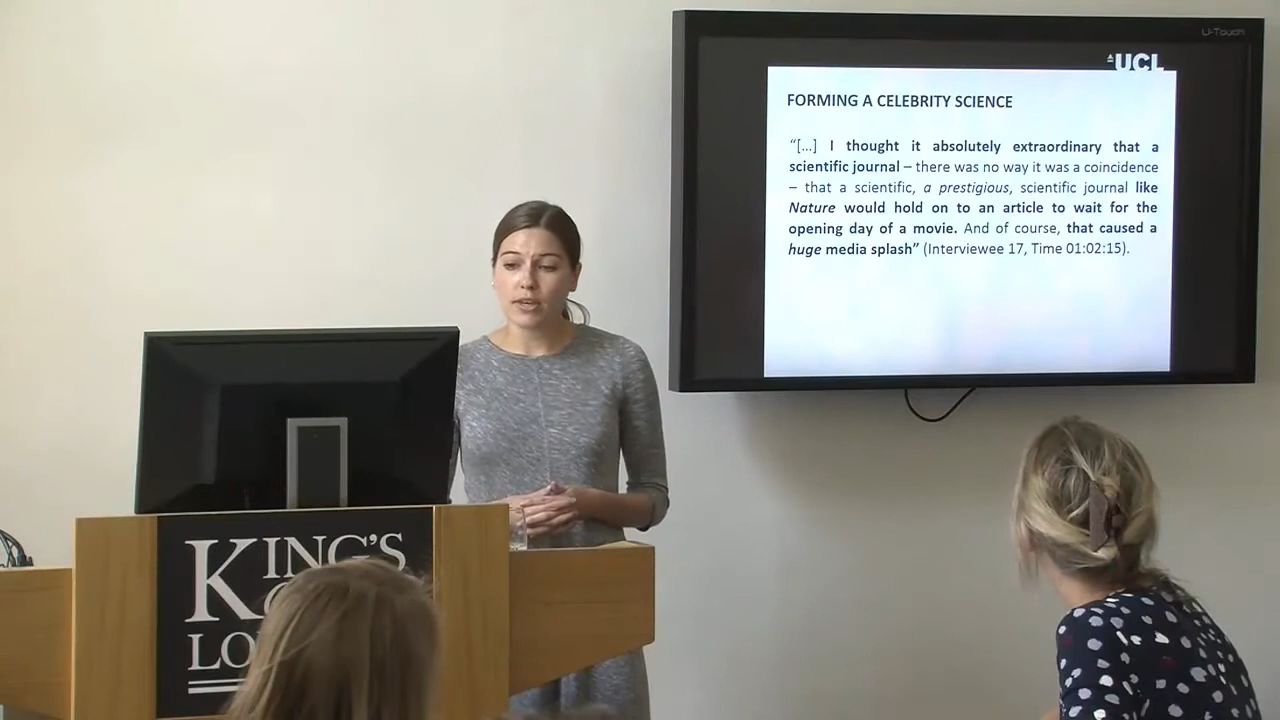 U-Touch
UCL
FORMING A CELEBRITY SCIENCE
“[...] I thought it absolutely extraordinary that a
scientific journal – there was no way it was a coincidence
– that a scientific, a prestigious, scientific journal like
Nature would hold on to an article to wait for the
opening day of a movie. And of course, that caused a
huge media splash” (Interviewee 17, Time 01:02:15).
KING'S
LO